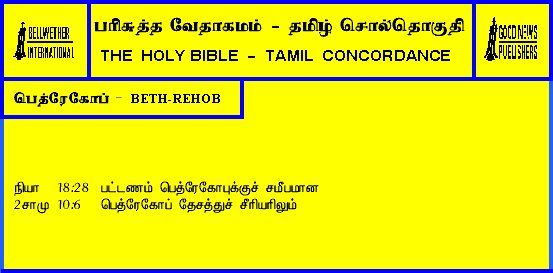 BELLWETHER
INTERNATIONAL
பரிசுத்த வேதாகமம் - தமிழ் சொல்தொகுதி
THE HOLY BIBLE - TAMIL CONCORDANCE
GOOD NEWS
PUBLISHERS
பெத்ரேகோப் - BETH-REHOB
நியா 18:28 பட்டணம் பெத்ரேகோபுக்குச் சமீபமான
2சாமு 10:6 பெத்ரேகோப் தேசத்துச் சீரியரிலும்